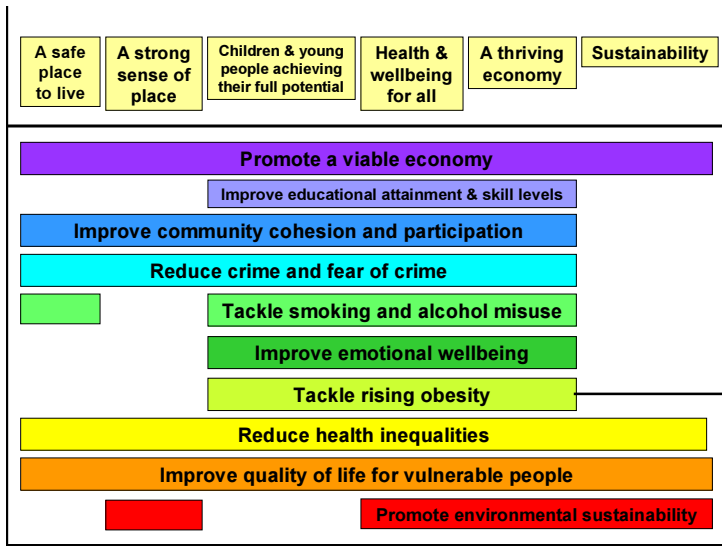 A safe
place
to live
A strong
sense of
place
Children & young
people achieving
their full potential
Health &
wellbeing
for all
A thriving
economy
Sustainability
Promote a viable economy
Improve educational attainment & skill levels
Improve community cohesion and participation
Reduce crime and fear of crime
Tackle smoking and alcohol misuse
Improve emotional wellbeing
Tackle rising obesity
Reduce health inequalities
Improve quality of life for vulnerable people
Promote environmental sustainability